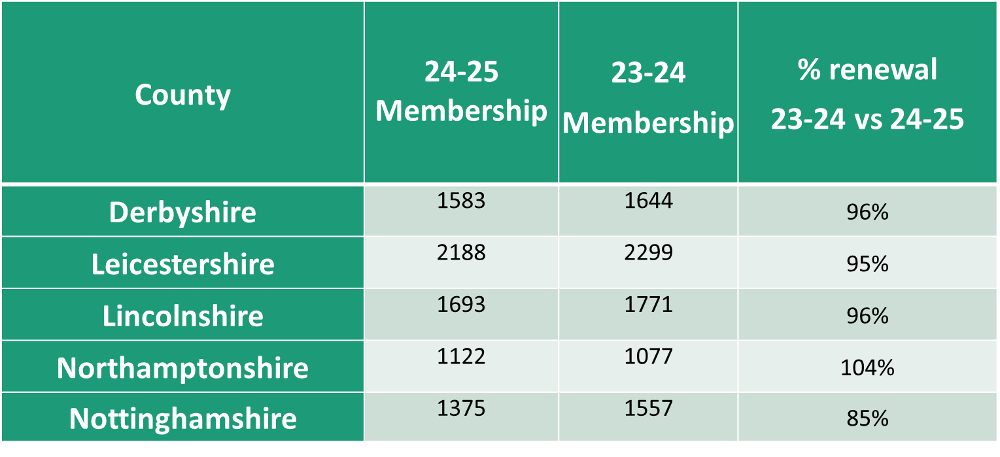 County
24-25
Membership
23-24
Membership
% renewal
23-24 vs 24-25
Derbyshire 1583 1644 96%
Leicestershire 2188 2299 95%
Lincolnshire 1693 1771 96%
Northamptonshire 1122 1077 104%
Nottinghamshire 1375 1557 85%